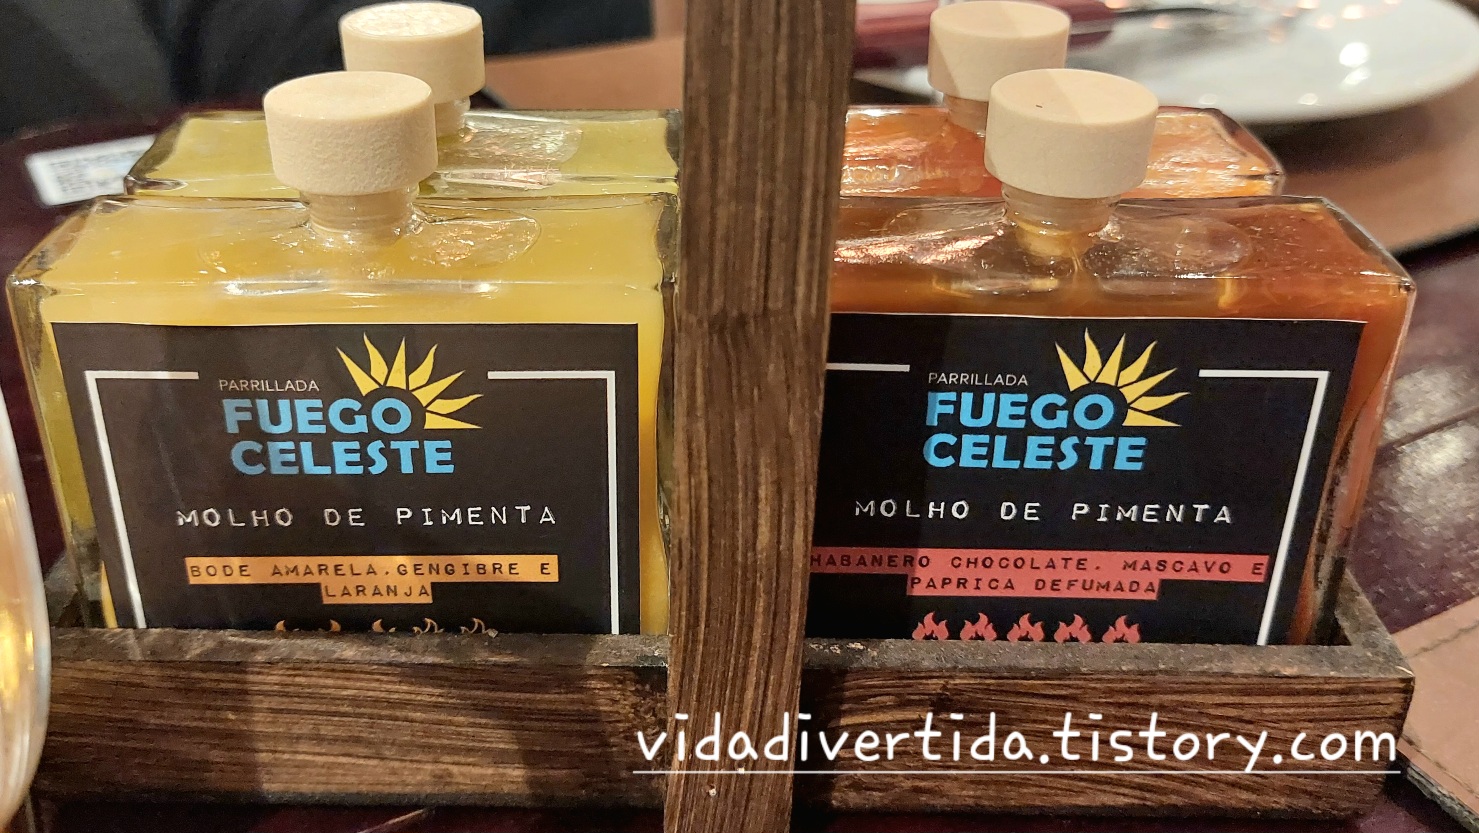 PARRILLADA
FUEGO
CELESTE
MOLHO DE PIMENTA
BODE AMARELA.GENGIBRE E
LARANJA
PARRILLADA
FUEGO
CELESTE
MOLHO DE PIMENTA
HABANERO CHOCOLATE. MASCAVO E
PAPRICA DEFUMADA
vidadivertida.tistory.com